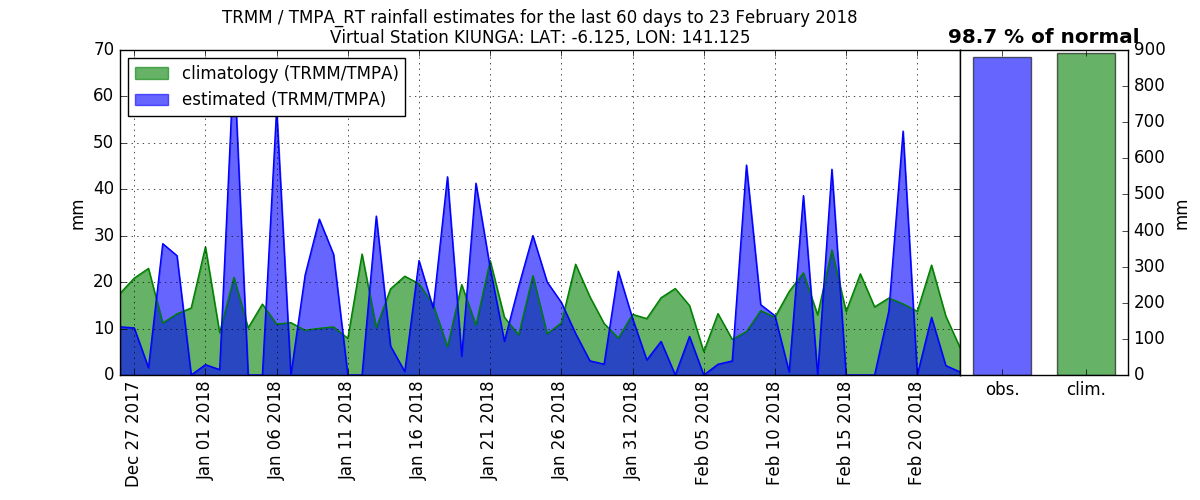 TRMM / TMPA_RT rainfall estimates for the last 60 days to 23 February 2018
Virtual Station KIUNGA: LAT: -6.125, LON: 141.125
98.7 % of normal
climatology (TRMM/TMPA)
estimated (TRMM/TMPA)
mm
70
60
50
40
30
20
10
0
Dec 27 2017
Jan 01 2018
Jan 06 2018
Jan 11 2018
Jan 16 2018
Jan 21 2018
Jan 26 2018
Jan 31 2018
Feb 05 2018
Feb 10 2018
Feb 15 2018
Feb 20 2018
obs.
clim.
900
800
700
600
500
400
300
200
100
0
mm